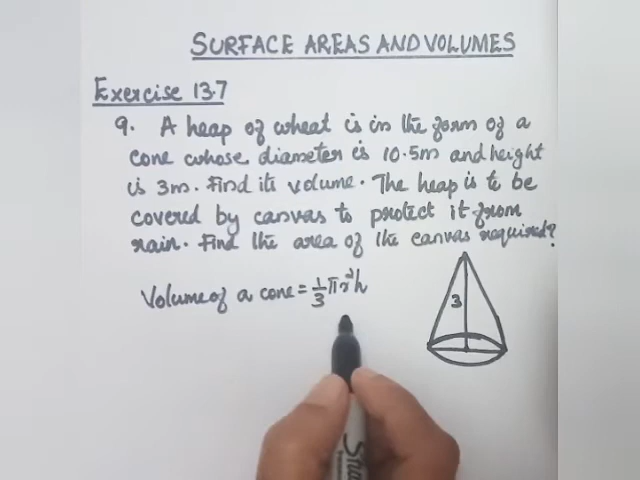 SURFACE AREAS AND VOLUMES
Exercise 13.7
9. A heap of wheat is in the form of a
cone whose diameter is 10.5m and height
is 3m. Find its volume. The heap is to be
covered by canvas to protect it from
rain. Find the area of the canvas required?
Volume of a cone = 1/3 πr²h
3